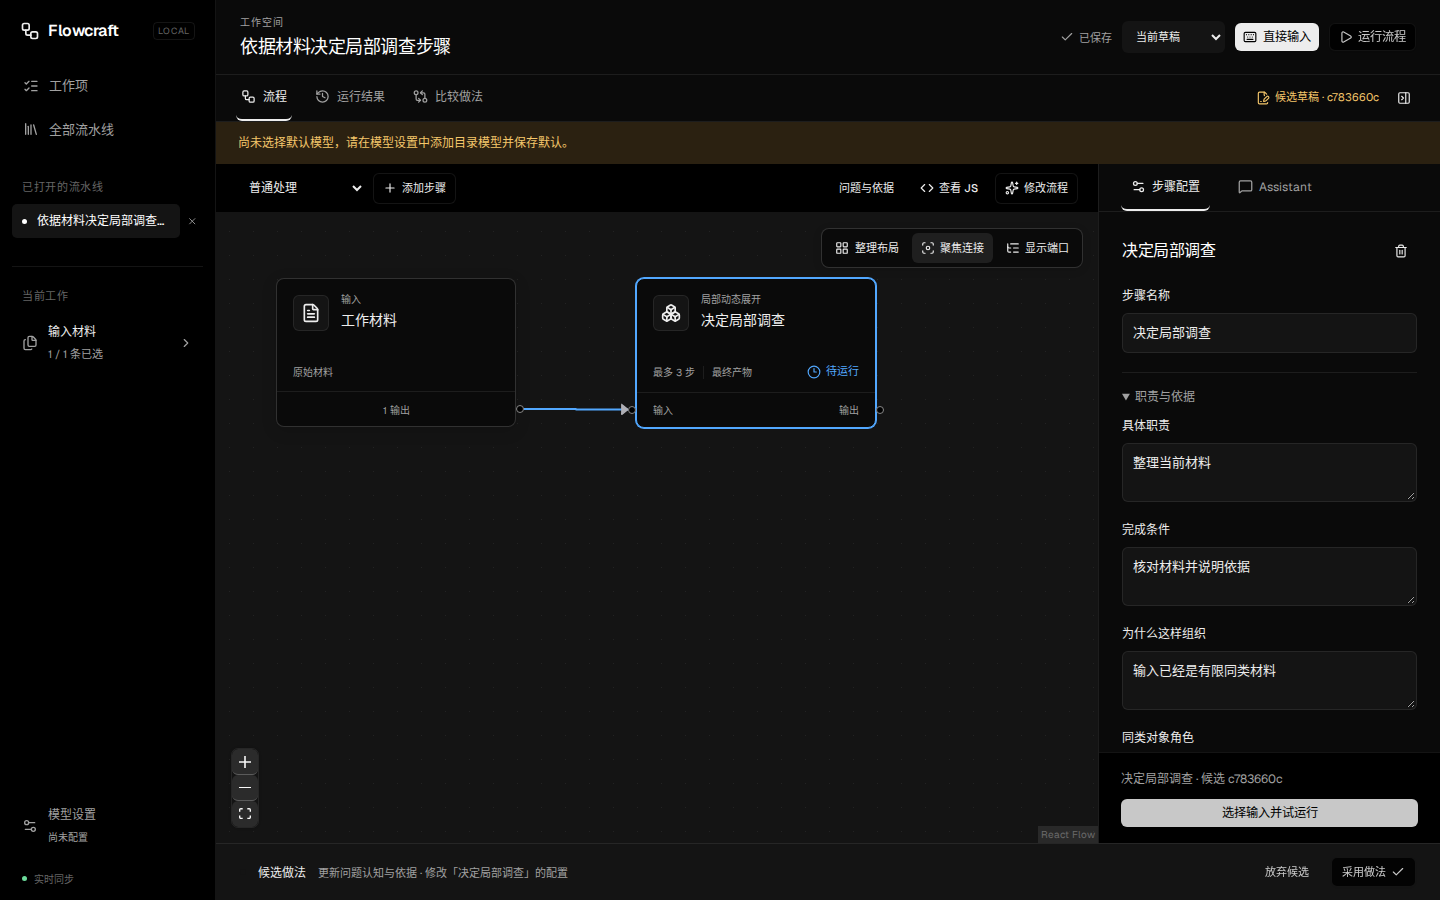 Flowcraft
LOCAL
工作项
全部流水线
已打开的流水线
依据材料决定局部调查...
当前工作
输入材料
1 / 1 条已选
模型设置
尚未配置
实时同步
工作空间
依据材料决定局部调查步骤
已保存
当前草稿
直接输入
运行流程
流程
运行结果
比较做法
候选草稿 · c783660c
尚未选择默认模型，请在模型设置中添加目录模型并保存默认。
普通处理
添加步骤
问题与依据
查看 JS
修改流程
整理布局
聚焦连接
显示端口
输入
工作材料
原始材料
1 输出
局部动态展开
决定局部调查
最多 3 步
最终产物
待运行
输入
输出
React Flow
步骤配置
Assistant
决定局部调查
步骤名称
决定局部调查
职责与依据
具体职责
整理当前材料
完成条件
核对材料并说明依据
为什么这样组织
输入已经是有限同类材料
同类对象角色
决定局部调查 · 候选 c783660c
选择输入并试运行
候选做法
更新问题认知与依据 · 修改「决定局部调查」的配置
放弃候选
采用做法